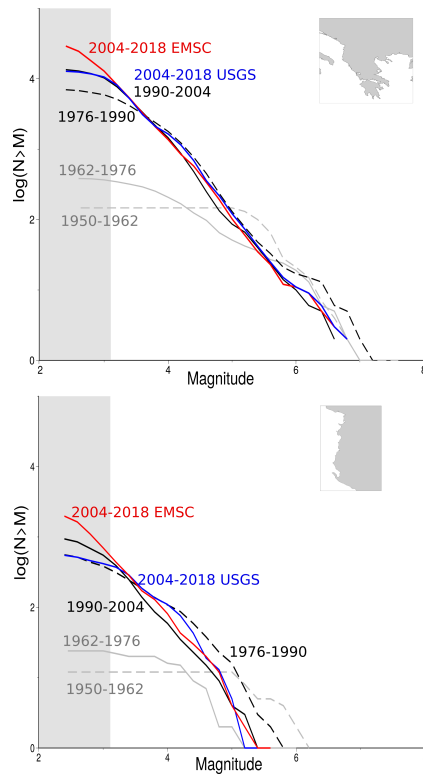 2004-2018 EMSC
2004-2018 USGS
1990-2004
1976-1990
1962-1976
1950-1962
log(N>M)
4
2
0
2
4
6
8
Magnitude
2004-2018 EMSC
2004-2018 USGS
1990-2004
1962-1976
1976-1990
1950-1962
log(N>M)
4
2
0
2
4
6
Magnitude